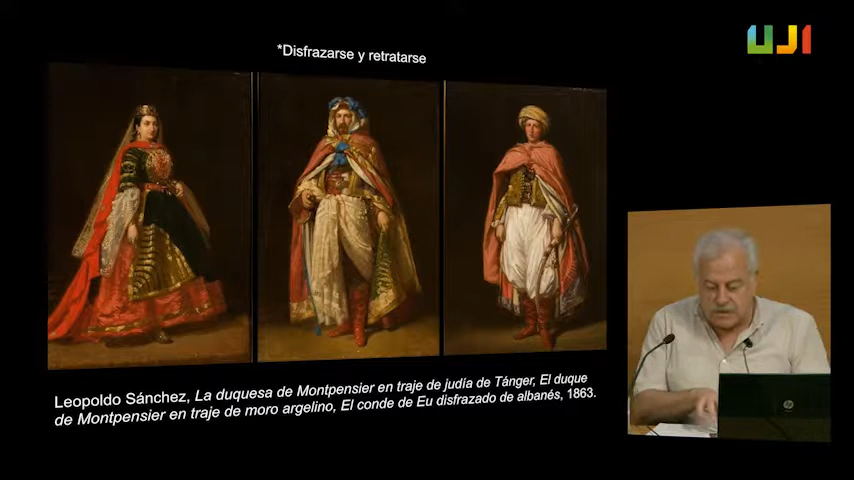 *Disfrazarse y retratarse
UJI
Leopoldo Sánchez, La duquesa de Montpensier en traje de judía de Tánger, El duque
de Montpensier en traje de moro argelino, El conde de Eu disfrazado de albanés, 1863.
hp